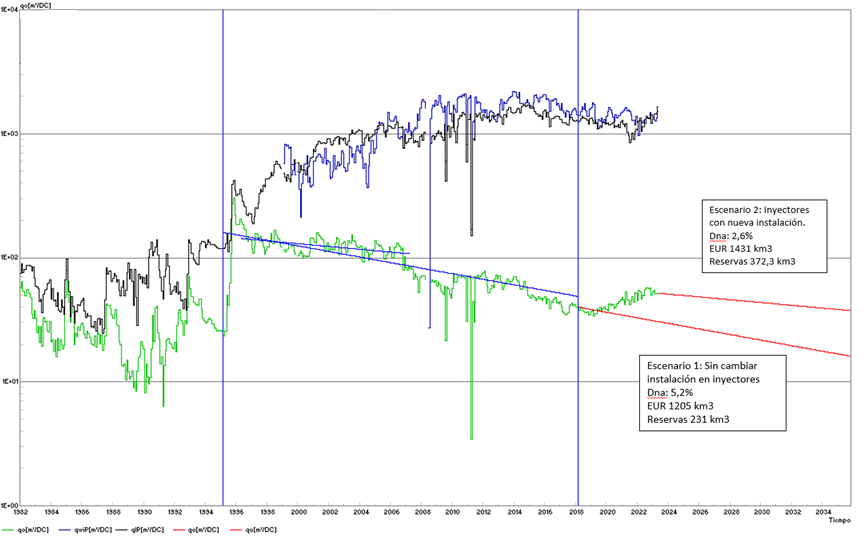 qo[m³/DC]
1E+04
1E+03
1E+02
1E+01
1E+00
Escenario 2: Inyectores
con nueva instalación.
Dna: 2,6%
EUR 1431 km3
Reservas 372,3 km3
Escenario 1: Sin cambiar
instalación en inyectores
Dna: 5,2%
EUR 1205 km3
Reservas 231 km3
1982 1984 1986 1988 1990 1992 1994 1996 1998 2000 2002 2004 2006 2008 2010 2012 2014 2016 2018 2020 2022 2024 2026 2028 2030 2032 2034
Tiempo
qo[m³/DC] qwiP[m³/DC] qlP[m³/DC] qo[m³/DC] qo[m³/DC]